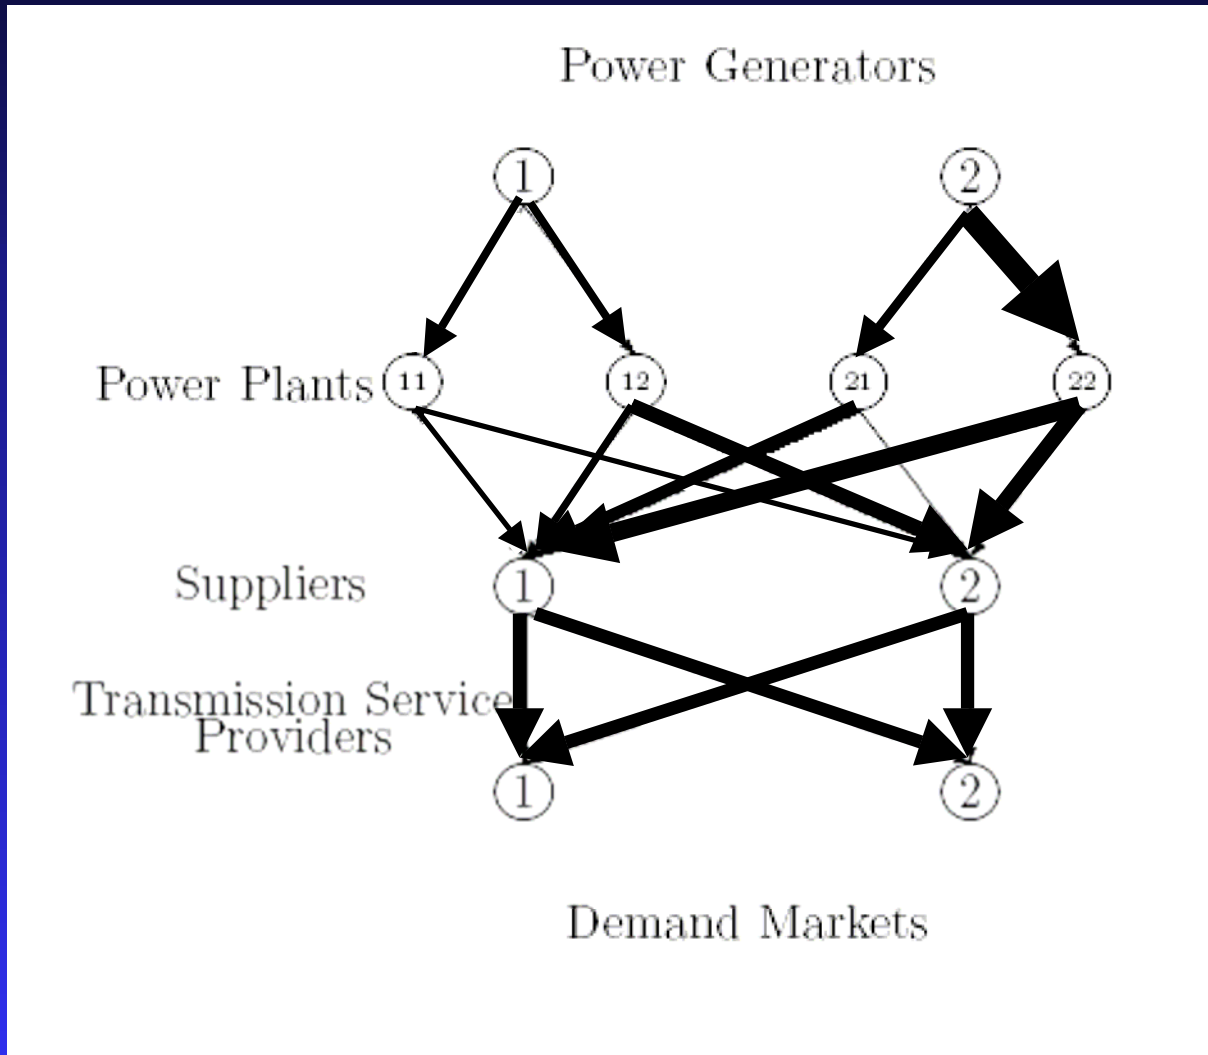 Power Generators
1
2
Power Plants
11
12
21
22
Suppliers
1
2
Transmission Service
Providers
1
2
Demand Markets